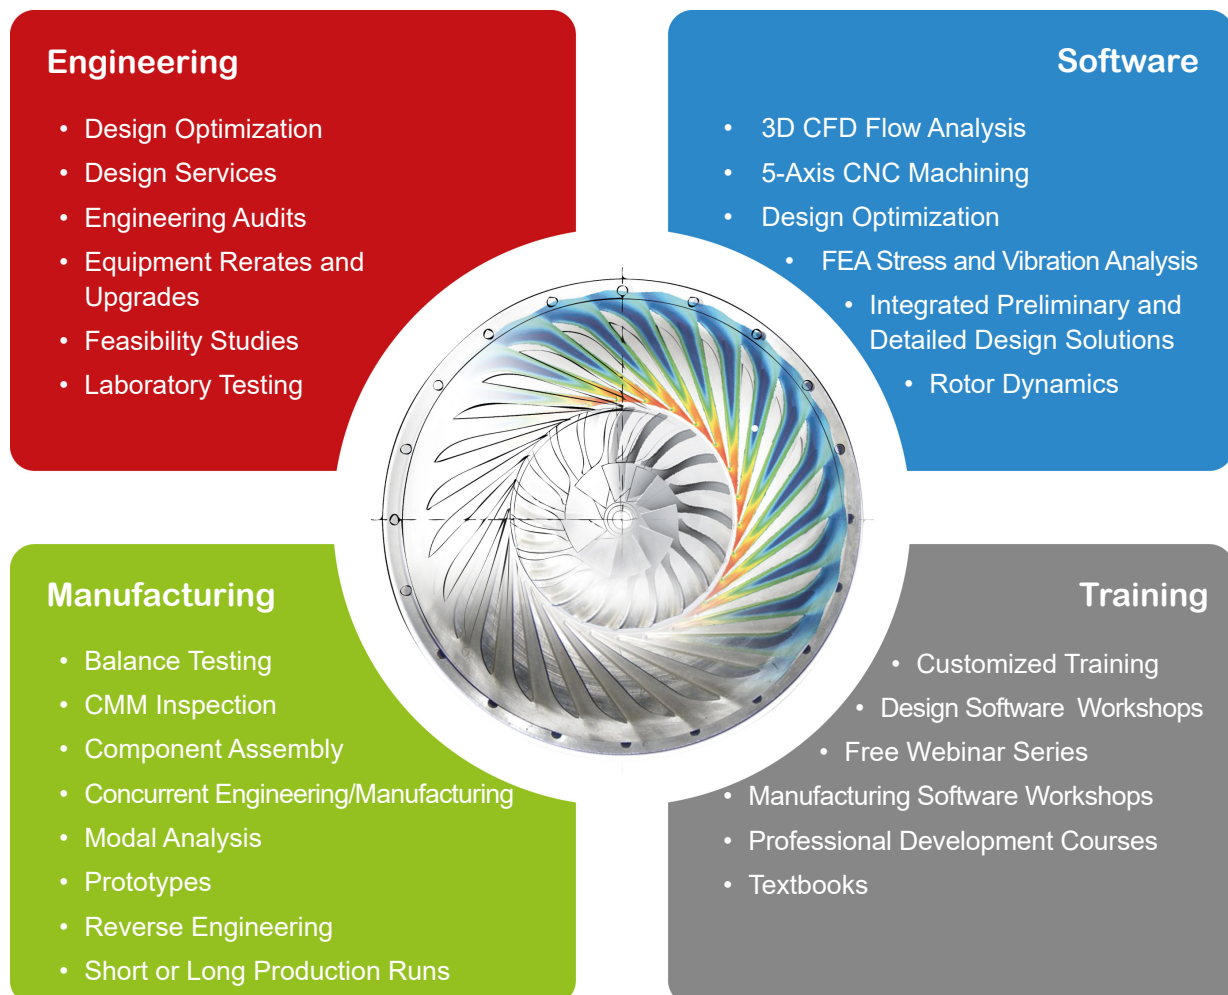 Engineering
• Design Optimization
• Design Services
• Engineering Audits
• Equipment Rerates and
Upgrades
• Feasibility Studies
• Laboratory Testing
Software
• 3D CFD Flow Analysis
• 5-Axis CNC Machining
• Design Optimization
• FEA Stress and Vibration Analysis
• Integrated Preliminary and
Detailed Design Solutions
• Rotor Dynamics
Manufacturing
• Balance Testing
• CMM Inspection
• Component Assembly
• Concurrent Engineering/Manufacturing
• Modal Analysis
• Prototypes
• Reverse Engineering
• Short or Long Production Runs
Training
• Customized Training
• Design Software Workshops
• Free Webinar Series
• Manufacturing Software Workshops
• Professional Development Courses
• Textbooks